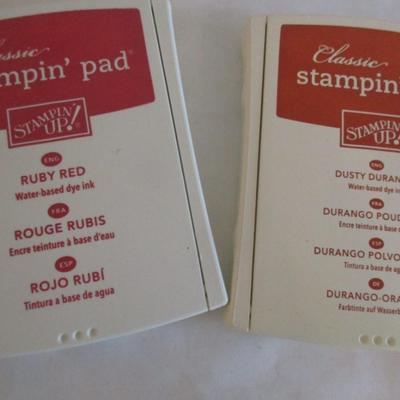 Classic
mpin' pad®
STAMPIN' UP!
ENG
RUBY RED
Water-based dye ink
FRA
ROUGE RUBIS
Encre teinture à base d'eau
ESP
ROJO RUBÍ
Tintura a base de agua
Classic
stampin'
STAMPIN' UP!
ENG
DUSTY DURAN
Water-based dye ink
FRA
DURANGO POUD
Encre teinture à base
ESP
DURANGO POLVO
Tintura a base de ag
DE
DURANGO-ORA
Farbtinte auf Wasserb